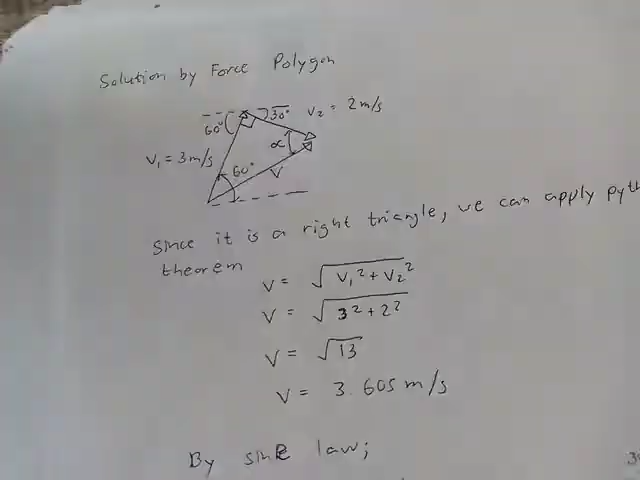 Solution by Force Polygon
60° 30° V₂ = 2m/s
α
V₁ = 3m/s 60° V
Since it is a right triangle, we can apply pyth
theorem
V = √V₁² + V₂²
V = √3² + 2²
V = √13
V = 3.605 m/s
By sine law;